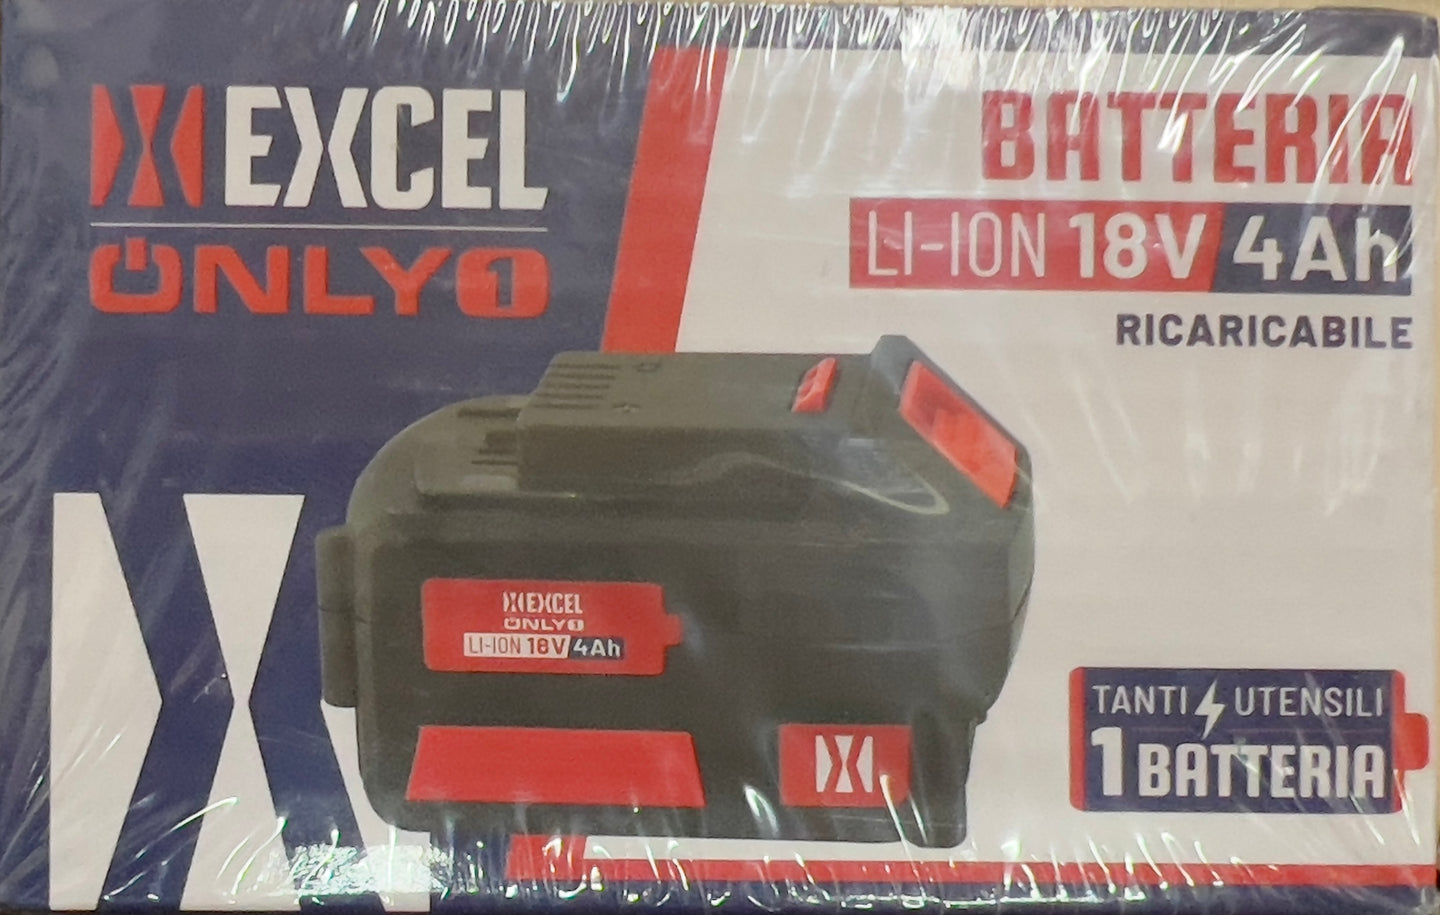 EXCEL
ONLY1
BATTERIA
LI-ION 18V 4Ah
RICARICABILE
EXCEL
ONLY1
LI-ION 18V 4Ah
TANTI UTENSILI
1 BATTERIA